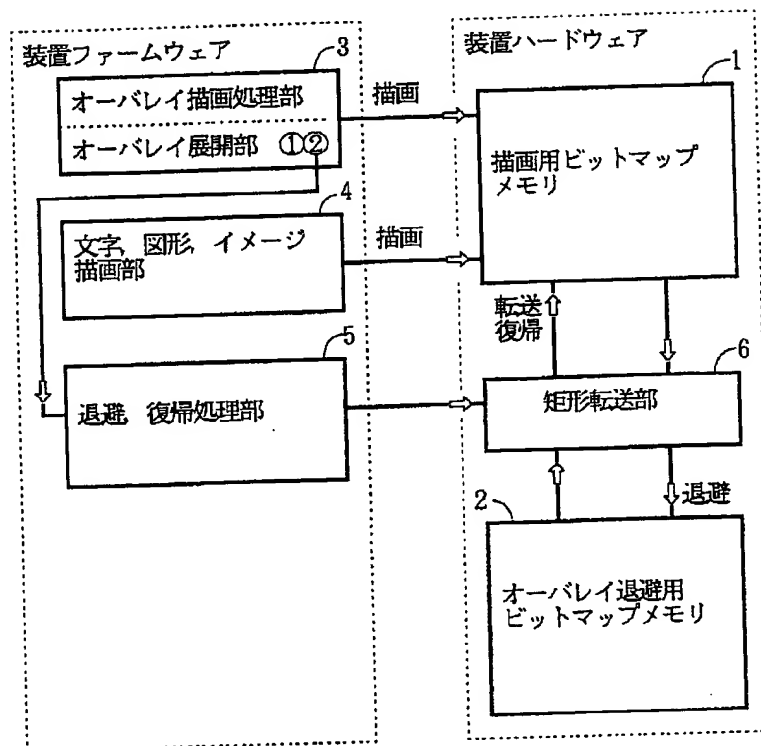 装置ファームウェア
3
オーバレイ描画処理部
オーバレイ展開部 ①②
描画
4
文字, 図形, イメージ
描画部
描画
5
退避, 復帰処理部
装置ハードウェア
1
描画用ビットマップ
メモリ
転送
復帰
6
矩形転送部
退避
2
オーバレイ退避用
ビットマップメモリ